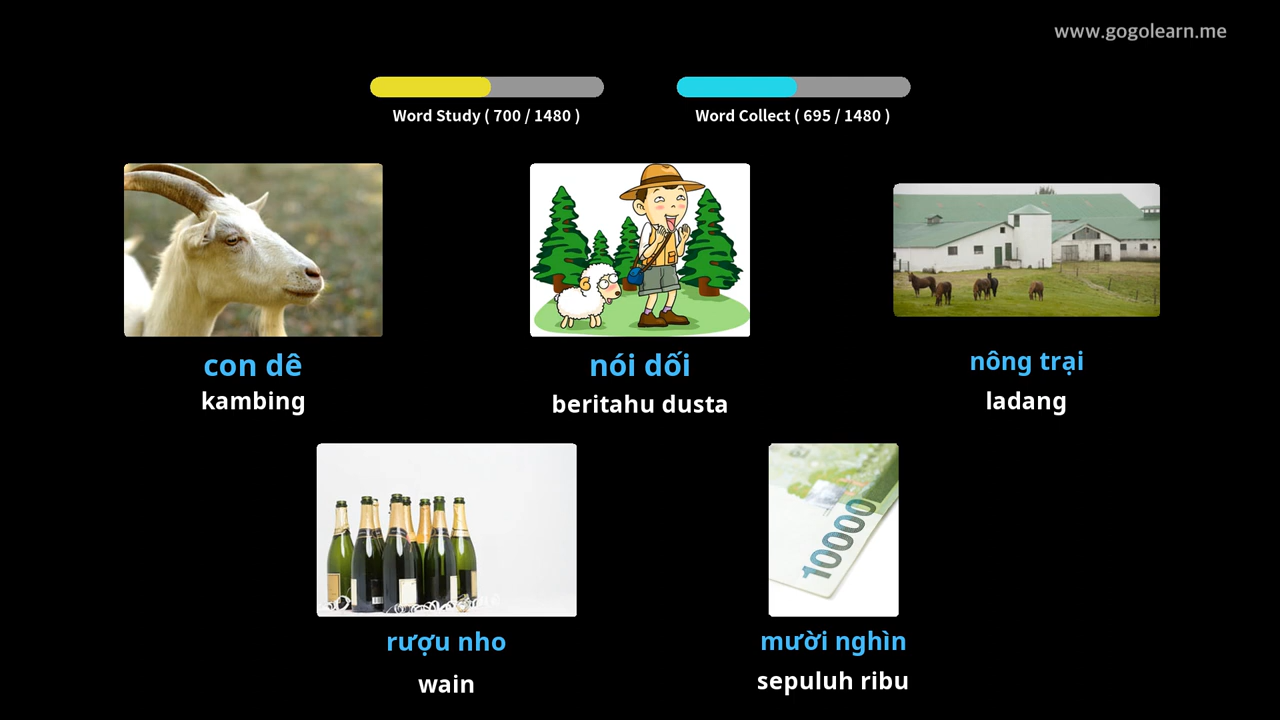 www.gogolearn.me
Word Study ( 700 / 1480 )
Word Collect ( 695 / 1480 )
con dê
kambing
nói dối
beritahu dusta
nông trại
ladang
rượu nho
wain
10000
mười nghìn
sepuluh ribu